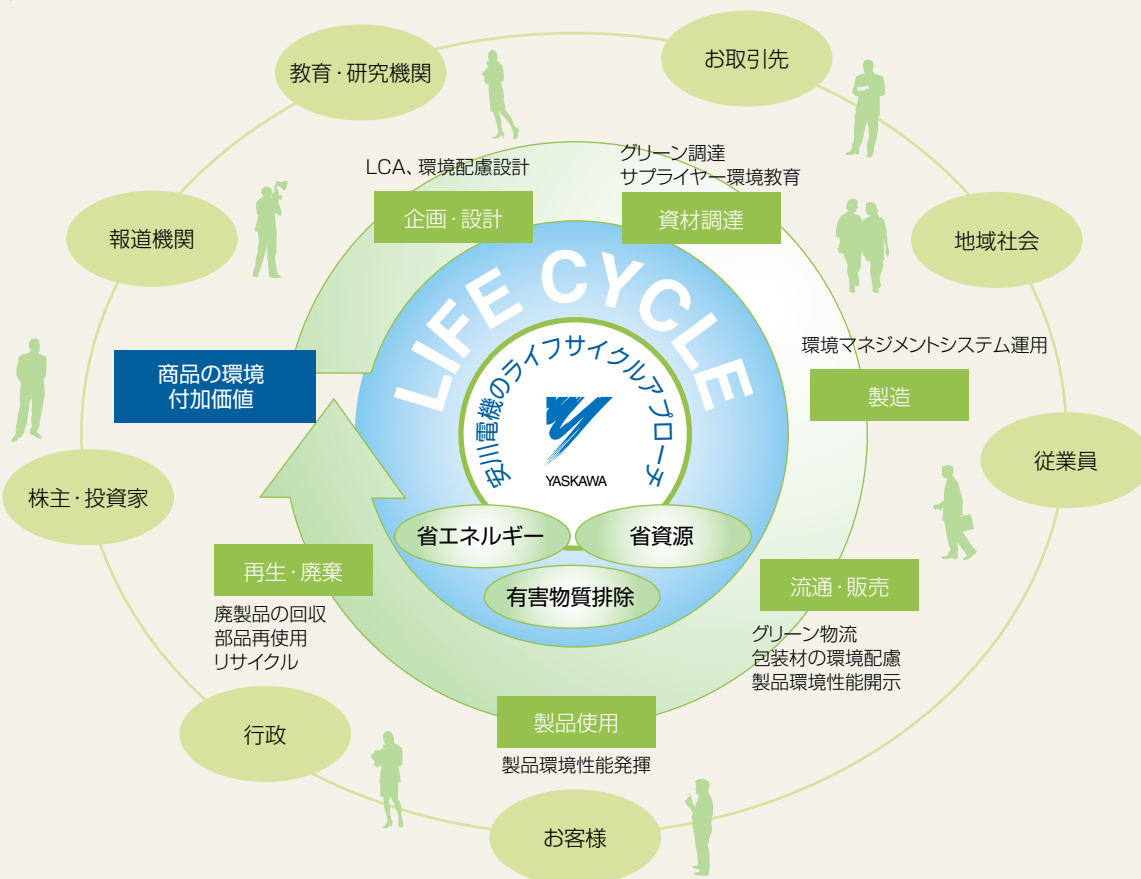 お取引先
教育・研究機関
グリーン調達
サプライヤー環境教育
LCA、環境配慮設計
企画・設計
資材調達
報道機関
地域社会
LIFE CYCLE
安川電機のライフサイクルアプローチ
YASKAWA
環境マネジメントシステム運用
製造
商品の環境
付加価値
従業員
株主・投資家
省エネルギー
省資源
有害物質排除
再生・廃棄
廃製品の回収
部品再使用
リサイクル
流通・販売
グリーン物流
包装材の環境配慮
製品環境性能開示
製品使用
製品環境性能発揮
行政
お客様